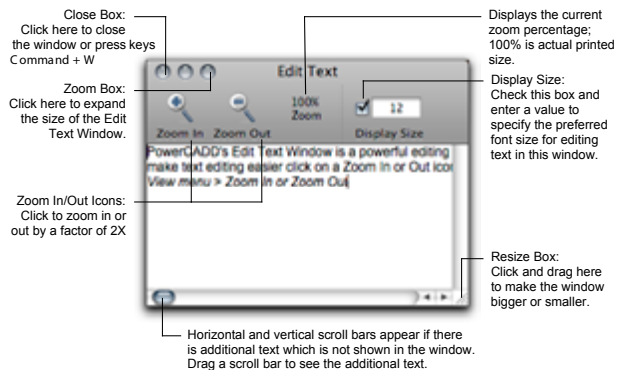 Close Box:
Click here to close
the window or press keys
Command + W
Zoom Box:
Click here to expand
the size of the Edit
Text Window.
Zoom In/Out Icons:
Click to zoom in or
out by a factor of 2X
Edit Text
100%
Zoom
12
Zoom In Zoom Out Display Size
PowerCADD's Edit Text Window is a powerful editing
make text editing easier click on a Zoom In or Out icon
View menu > Zoom In or Zoom Out
Displays the current
zoom percentage;
100% is actual printed
size.
Display Size:
Check this box and
enter a value to
specify the preferred
font size for editing
text in this window.
Resize Box:
Click and drag here
to make the window
bigger or smaller.
Horizontal and vertical scroll bars appear if there
is additional text which is not shown in the window.
Drag a scroll bar to see the additional text.